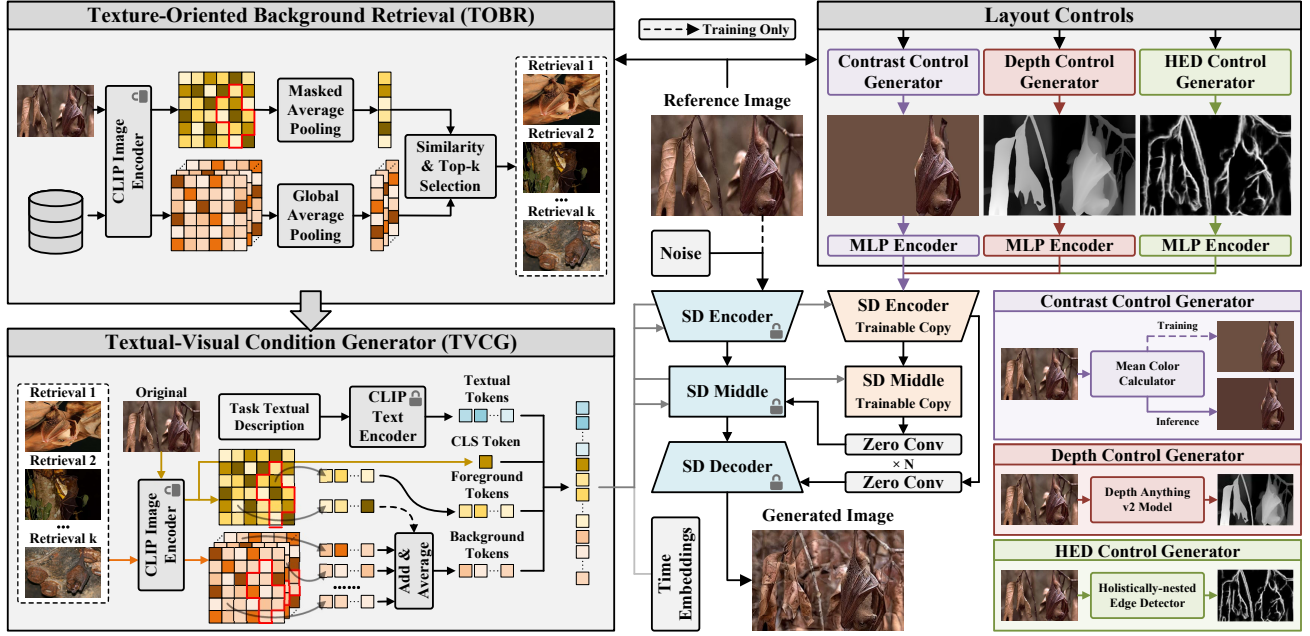 Texture-Oriented Background Retrieval (TOBR)
CLIP Image
Encoder
Masked
Average
Pooling
Global
Average
Pooling
Similarity
& Top-k
Selection
Retrieval 1
Retrieval 2
...
Retrieval k
Training Only
Reference Image
Noise
Layout Controls
Contrast Control
Generator
Depth Control
Generator
HED Control
Generator
MLP Encoder
MLP Encoder
MLP Encoder
Textual-Visual Condition Generator (TVCG)
Retrieval 1
Retrieval 2
...
Retrieval k
Original
CLIP Image
Encoder
Task Textual
Description
CLIP
Text
Encoder
Textual
Tokens
CLS Token
Foreground
Tokens
Background
Tokens
Add &
Average
SD Encoder
SD Middle
SD Decoder
SD Encoder
Trainable Copy
SD Middle
Trainable Copy
Zero Conv
× N
Zero Conv
Time
Embeddings
Generated Image
Contrast Control Generator
Mean Color
Calculator
Training
Inference
Depth Control Generator
Depth Anything
v2 Model
HED Control Generator
Holistically-nested
Edge Detector